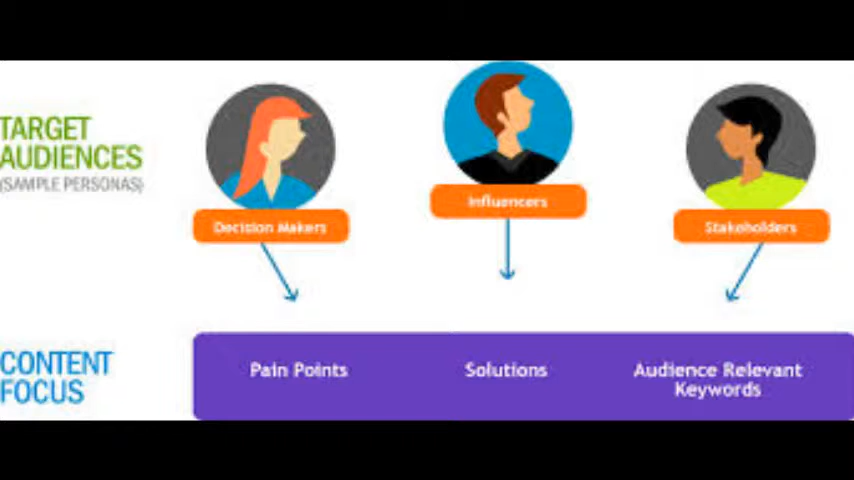 TARGET
AUDIENCES
(SAMPLE PERSONAS)
Decision Makers
Influencers
Stakeholders
CONTENT
FOCUS
Pain Points
Solutions
Audience Relevant
Keywords